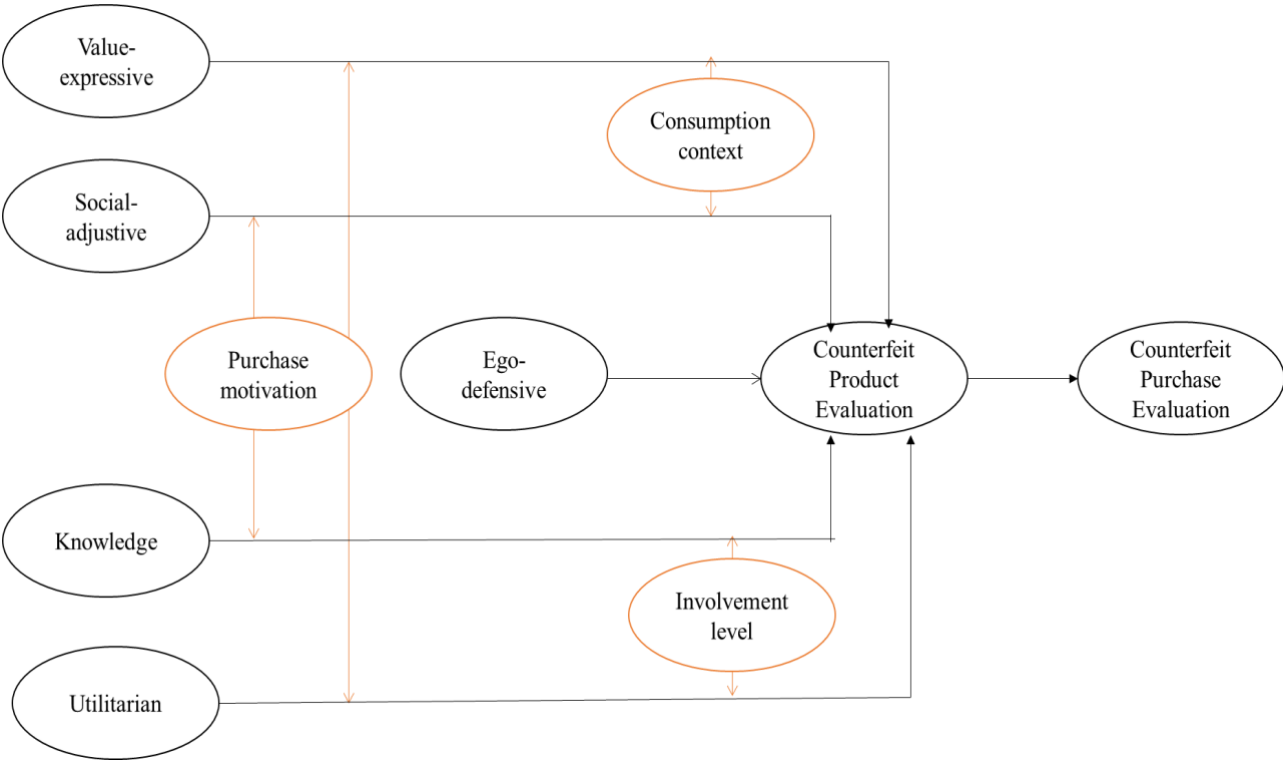 Value-
expressive
Consumption
context
Social-
adjustive
Purchase
motivation
Ego-
defensive
Counterfeit
Product
Evaluation
Counterfeit
Purchase
Evaluation
Knowledge
Involvement
level
Utilitarian